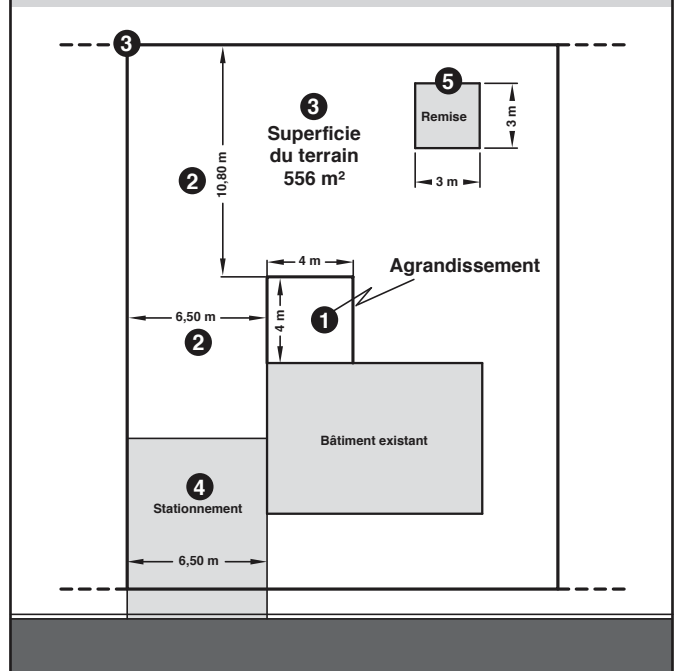 3
5
Remise
3 m
3 m
3
Superficie
du terrain
556 m²
2
10,80 m
4 m
Agrandissement
4 m
1
6,50 m
2
Bâtiment existant
4
Stationnement
6,50 m